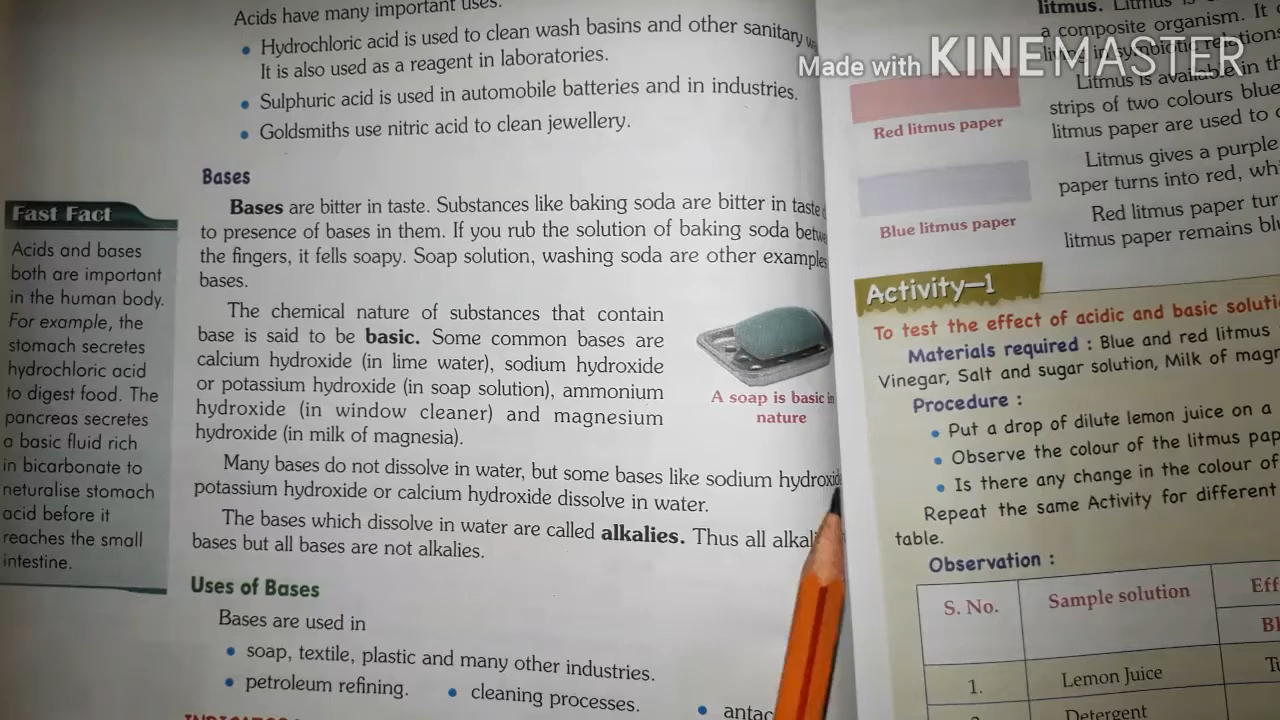 Acids have many important uses.
• Hydrochloric acid is used to clean wash basins and other sanitary
It is also used as a reagent in laboratories.
• Sulphuric acid is used in automobile batteries and in industries.
• Goldsmiths use nitric acid to clean jewellery.
Bases
Bases are bitter in taste. Substances like baking soda are bitter in taste
to presence of bases in them. If you rub the solution of baking soda
the fingers, it fells soapy. Soap solution, washing soda are other examples
bases.
The chemical nature of substances that contain
base is said to be basic. Some common bases are
calcium hydroxide (in lime water), sodium hydroxide
or potassium hydroxide (in soap solution), ammonium
hydroxide (in window cleaner) and magnesium
hydroxide (in milk of magnesia).
A soap is basic in
nature
Many bases do not dissolve in water, but some bases like sodium
potassium hydroxide or calcium hydroxide dissolve in water.
The bases which dissolve in water are called alkalies. Thus all
bases but all bases are not alkalies.
Uses of Bases
Bases are used in
• soap, textile, plastic and many other industries.
• petroleum refining. • cleaning processes. •
Fast Fact
Acids and bases
both are important
in the human body.
For example, the
stomach secretes
hydrochloric acid
to digest food. The
pancreas secretes
a basic fluid rich
in bicarbonate to
neturalise stomach
acid before it
reaches the small
intestine.
Made with KINEMASTER
litmus. Litmus is
a composite organism. It
living in symbiotic
Litmus is available in
strips of two colours blue
litmus paper are used to
Litmus gives a purple
paper turns into red,
Red litmus paper
litmus paper remains
Red litmus paper
Blue litmus paper
Activity–1
To test the effect of acidic and basic
Materials required : Blue and red litmus
Vinegar, Salt and sugar solution, Milk of
Procedure :
• Put a drop of dilute lemon juice on a
• Observe the colour of the litmus
• Is there any change in the colour of
Repeat the same Activity for different
table.
Observation :
S. No. Sample solution
1. Lemon Juice
Detergent